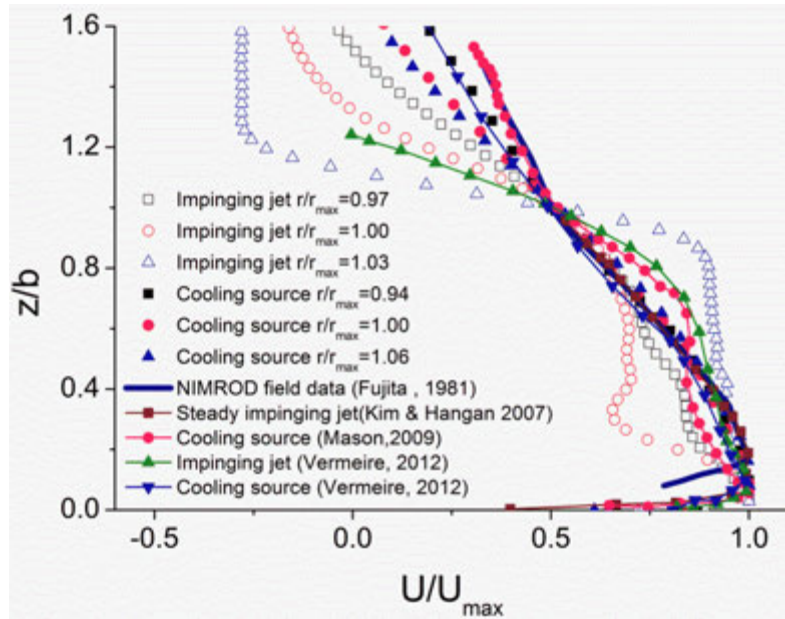 1.6
1.2
0.8
0.4
0.0
z/b
Impinging jet r/rmax=0.97
Impinging jet r/rmax=1.00
Impinging jet r/rmax=1.03
Cooling source r/rmax=0.94
Cooling source r/rmax=1.00
Cooling source r/rmax=1.06
NIMROD field data (Fujita , 1981)
Steady impinging jet(Kim & Hangan 2007)
Cooling source (Mason,2009)
Impinging jet (Vermeire, 2012)
Cooling source (Vermeire, 2012)
-0.5 0.0 0.5 1.0
U/Umax